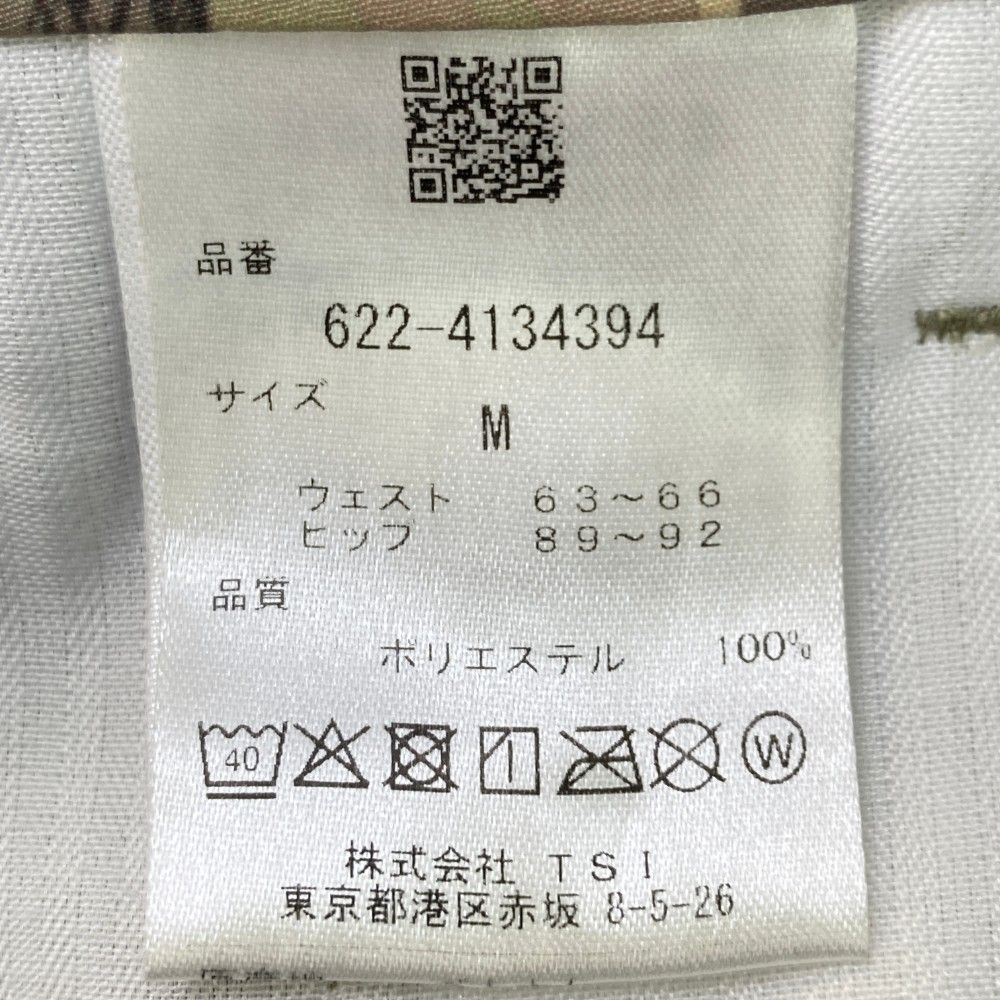 品番
622-4134394
サイズ
M
ウェスト 63～66
ヒップ 89～92
品質
ポリエステル 100%
40
W
株式会社 TSI
東京都港区赤坂 8-5-26